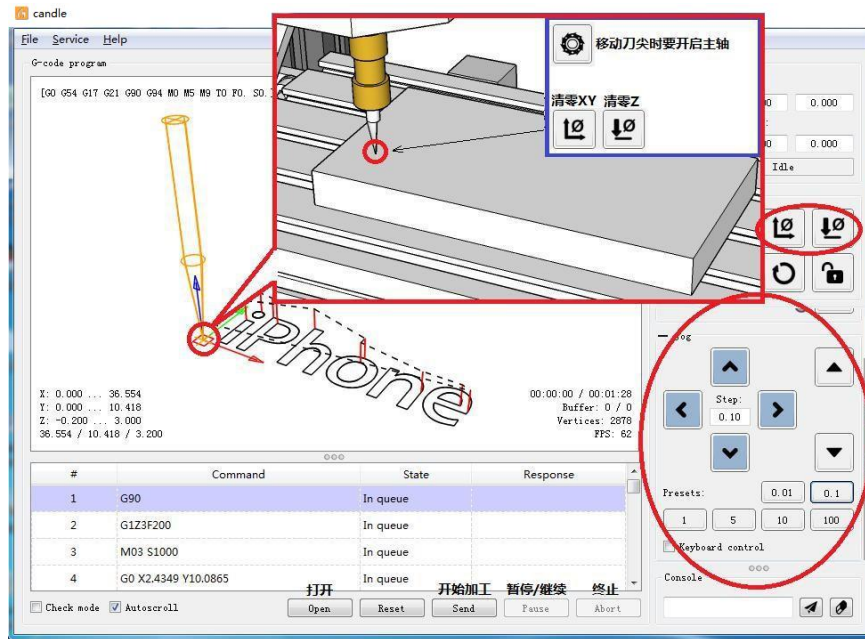 candle
File Service Help
G-code program
[G0 G54 G17 G21 G90 G94 M0 M5 M9 T0 F0. S0.
移动刀尖时要开启主轴
清零XY 清零Z
0.000
0.000
Idle
iPhone
X: 0.000 ... 36.554
Y: 0.000 ... 10.418
Z: -0.200 ... 3.000
36.554 / 10.418 / 3.200
00:00:00 / 00:01:28
Buffer: 0 / 0
Vertices: 2878
FPS: 62
Step:
0.10
Presets: 0.01 0.1
1 5 10 100
Keyboard control
Console
# Command State Response
1 G90 In queue
2 G1Z3F200 In queue
3 M03 S1000 In queue
4 G0 X2.4349 Y10.0865 In queue
打开 开始加工 暂停/继续 终止
Check mode Autoscroll Open Reset Send Pause Abort